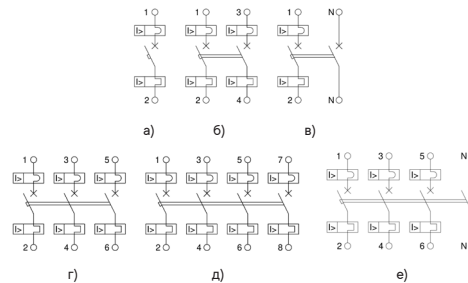 1 1 3 1 N
I> I> I> I>
I> I> I> I>
2 2 4 2 N
а) б) в)
1 3 5 1 3 5 7 1 3 5 N
I> I> I> I> I> I> I> I> I> I>
I> I> I> I> I> I> I> I> I> I>
2 4 6 2 4 6 8 2 4 6 N
г) д) е)